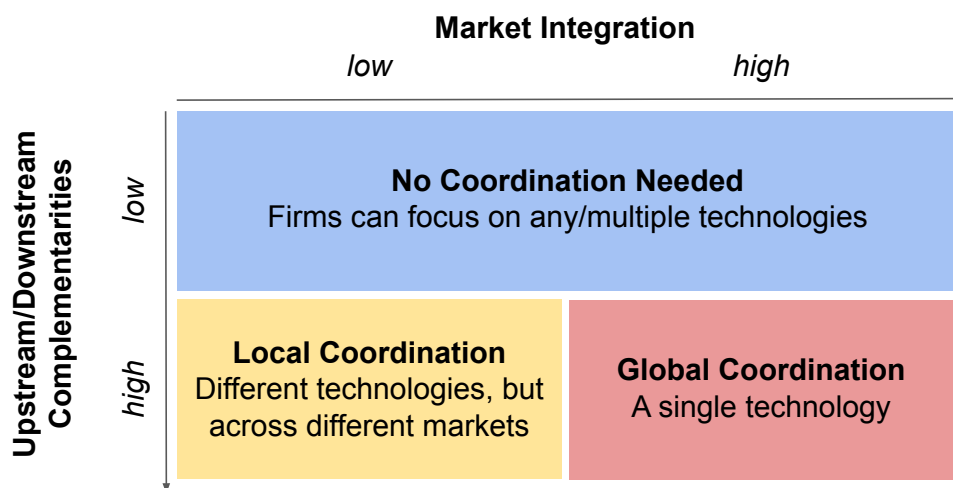 Market Integration
low
high
Upstream/Downstream
Complementarities
low
No Coordination Needed
Firms can focus on any/multiple technologies
high
Local Coordination
Different technologies, but
across different markets
Global Coordination
A single technology